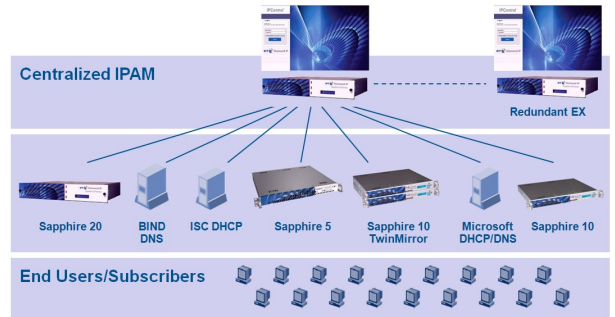 IPControl
IPControl
Centralized IPAM
Redundant EX
Sapphire 20
BIND
DNS
ISC DHCP
Sapphire 5
Sapphire 10
TwinMirror
Microsoft
DHCP/DNS
Sapphire 10
End Users/Subscribers